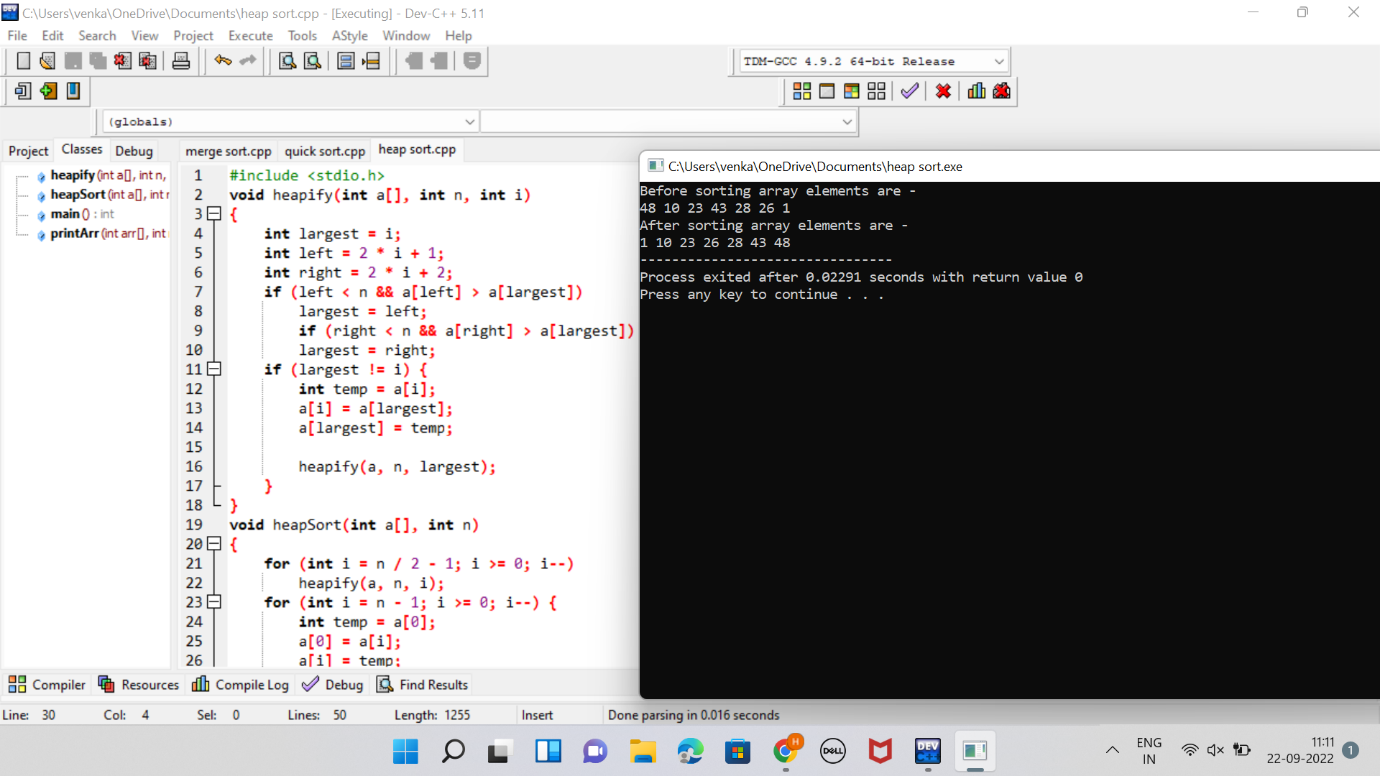 C:\Users\venka\OneDrive\Documents\heap sort.cpp - [Executing] - Dev-C++ 5.11
File Edit Search View Project Execute Tools AStyle Window Help
TDM-GCC 4.9.2 64-bit Release
(globals)
Project Classes Debug
heapify (int a[], int n,
heapSort (int a[], int r
main () : int
printArr (int arr[], int
merge sort.cpp quick sort.cpp heap sort.cpp
1 #include <stdio.h>
2 void heapify(int a[], int n, int i)
3 {
4 int largest = i;
5 int left = 2 * i + 1;
6 int right = 2 * i + 2;
7 if (left < n && a[left] > a[largest])
8 largest = left;
9 if (right < n && a[right] > a[largest])
10 largest = right;
11 if (largest != i) {
12 int temp = a[i];
13 a[i] = a[largest];
14 a[largest] = temp;
15
16 heapify(a, n, largest);
17 }
18 }
19 void heapSort(int a[], int n)
20 {
21 for (int i = n / 2 - 1; i >= 0; i--)
22 heapify(a, n, i);
23 for (int i = n - 1; i >= 0; i--) {
24 int temp = a[0];
25 a[0] = a[i];
26 a[i] = temp;
C:\Users\venka\OneDrive\Documents\heap sort.exe
Before sorting array elements are -
48 10 23 43 28 26 1
After sorting array elements are -
1 10 23 26 28 43 48
--------------------------------
Process exited after 0.02291 seconds with return value 0
Press any key to continue . . .
Compiler Resources Compile Log Debug Find Results
Line: 30 Col: 4 Sel: 0 Lines: 50 Length: 1255 Insert Done parsing in 0.016 seconds
H
DELL
DEV
ENG
IN
11:11
22-09-2022
1